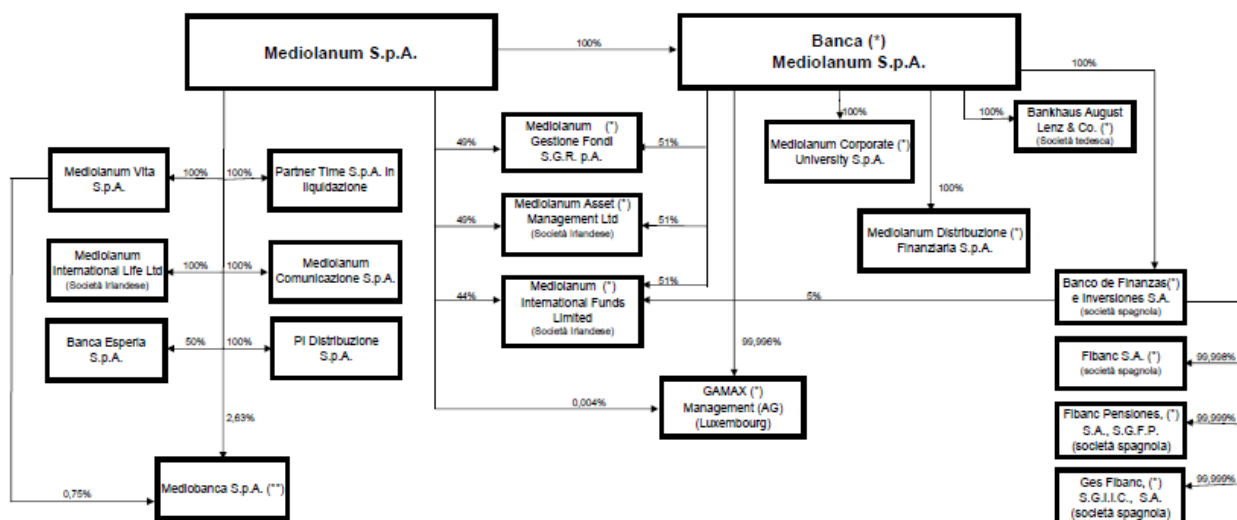 Mediolanum S.p.A.
100%
Banca (*)
Mediolanum S.p.A.
100%
49%
Mediolanum (*)
Gestione Fondi
S.G.R. p.A.
51%
100%
Mediolanum Corporate (*)
University S.p.A.
100%
Bankhaus August
Lenz & Co. (*)
(Società tedesca)
Mediolanum Vita
S.p.A.
100%
100%
Partner Time S.p.A. in
liquidazione
49%
Mediolanum Asset (*)
Management Ltd
(Società Irlandese)
51%
100%
Mediolanum Distribuzione (*)
Finanziaria S.p.A.
Mediolanum
International Life Ltd
(Società Irlandese)
100%
100%
Mediolanum
Comunicazione S.p.A.
44%
Mediolanum (*)
International Funds
Limited
(Società Irlandese)
51%
5%
Banco de Finanzas(*)
e Inversiones S.A.
(società spagnola)
Banca Esperia
S.p.A.
50%
100%
PI Distribuzione
S.p.A.
99,996%
Fibanc S.A. (*)
(società spagnola)
99,998%
0,004%
GAMAX (*)
Management (AG)
(Luxembourg)
2,63%
Fibanc Pensiones, (*)
S.A., S.G.F.P.
(società spagnola)
99,999%
0,75%
Mediobanca S.p.A. (**)
Ges Fibanc, (*)
S.G.I.I.C., S.A.
(società spagnola)
99,999%